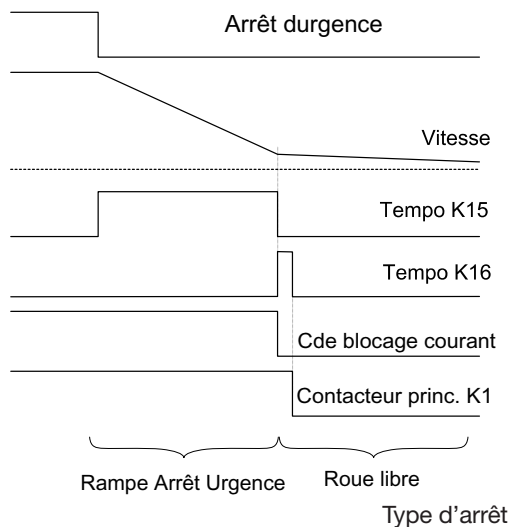 Arrêt durgence
Vitesse
Tempo K15
Tempo K16
Cde blocage courant
Contacteur princ. K1
Rampe Arrêt Urgence
Roue libre
Type d'arrêt